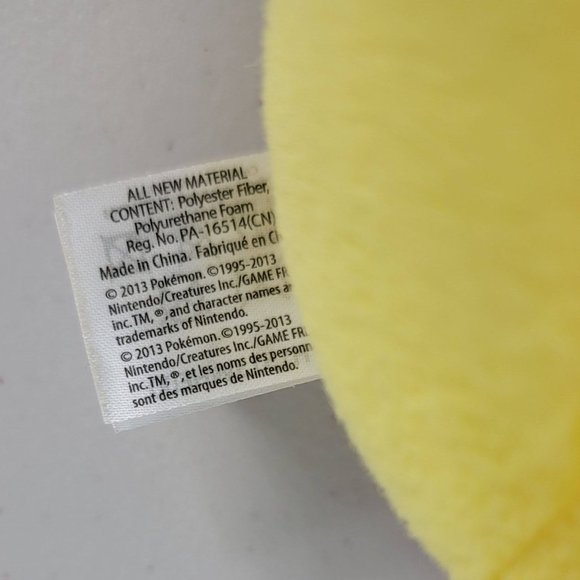 ALL NEW MATERIAL
CONTENT: Polyester Fiber,
Polyurethane Foam
Reg. No. PA-16514(CN)
Made in China. Fabriqué en
© 2013 Pokémon. ©1995-2013
Nintendo/Creatures Inc./GAME
inc.TM,®,and character names
trademarks of Nintendo.
© 2013 Pokémon. ©1995-2013
Nintendo/Creatures Inc./GAME
inc.TM,®,et les noms des
sont des marques de Nintendo.